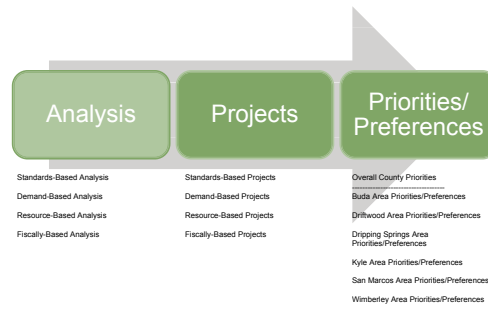 Analysis
Projects
Priorities/
Preferences
Standards-Based Analysis
Demand-Based Analysis
Resource-Based Analysis
Fiscally-Based Analysis
Standards-Based Projects
Demand-Based Projects
Resource-Based Projects
Fiscally-Based Projects
Overall County Priorities
-----------------------------------
Buda Area Priorities/Preferences
Driftwood Area Priorities/Preferences
Dripping Springs Area
Priorities/Preferences
Kyle Area Priorities/Preferences
San Marcos Area Priorities/Preferences
Wimberley Area Priorities/Preferences